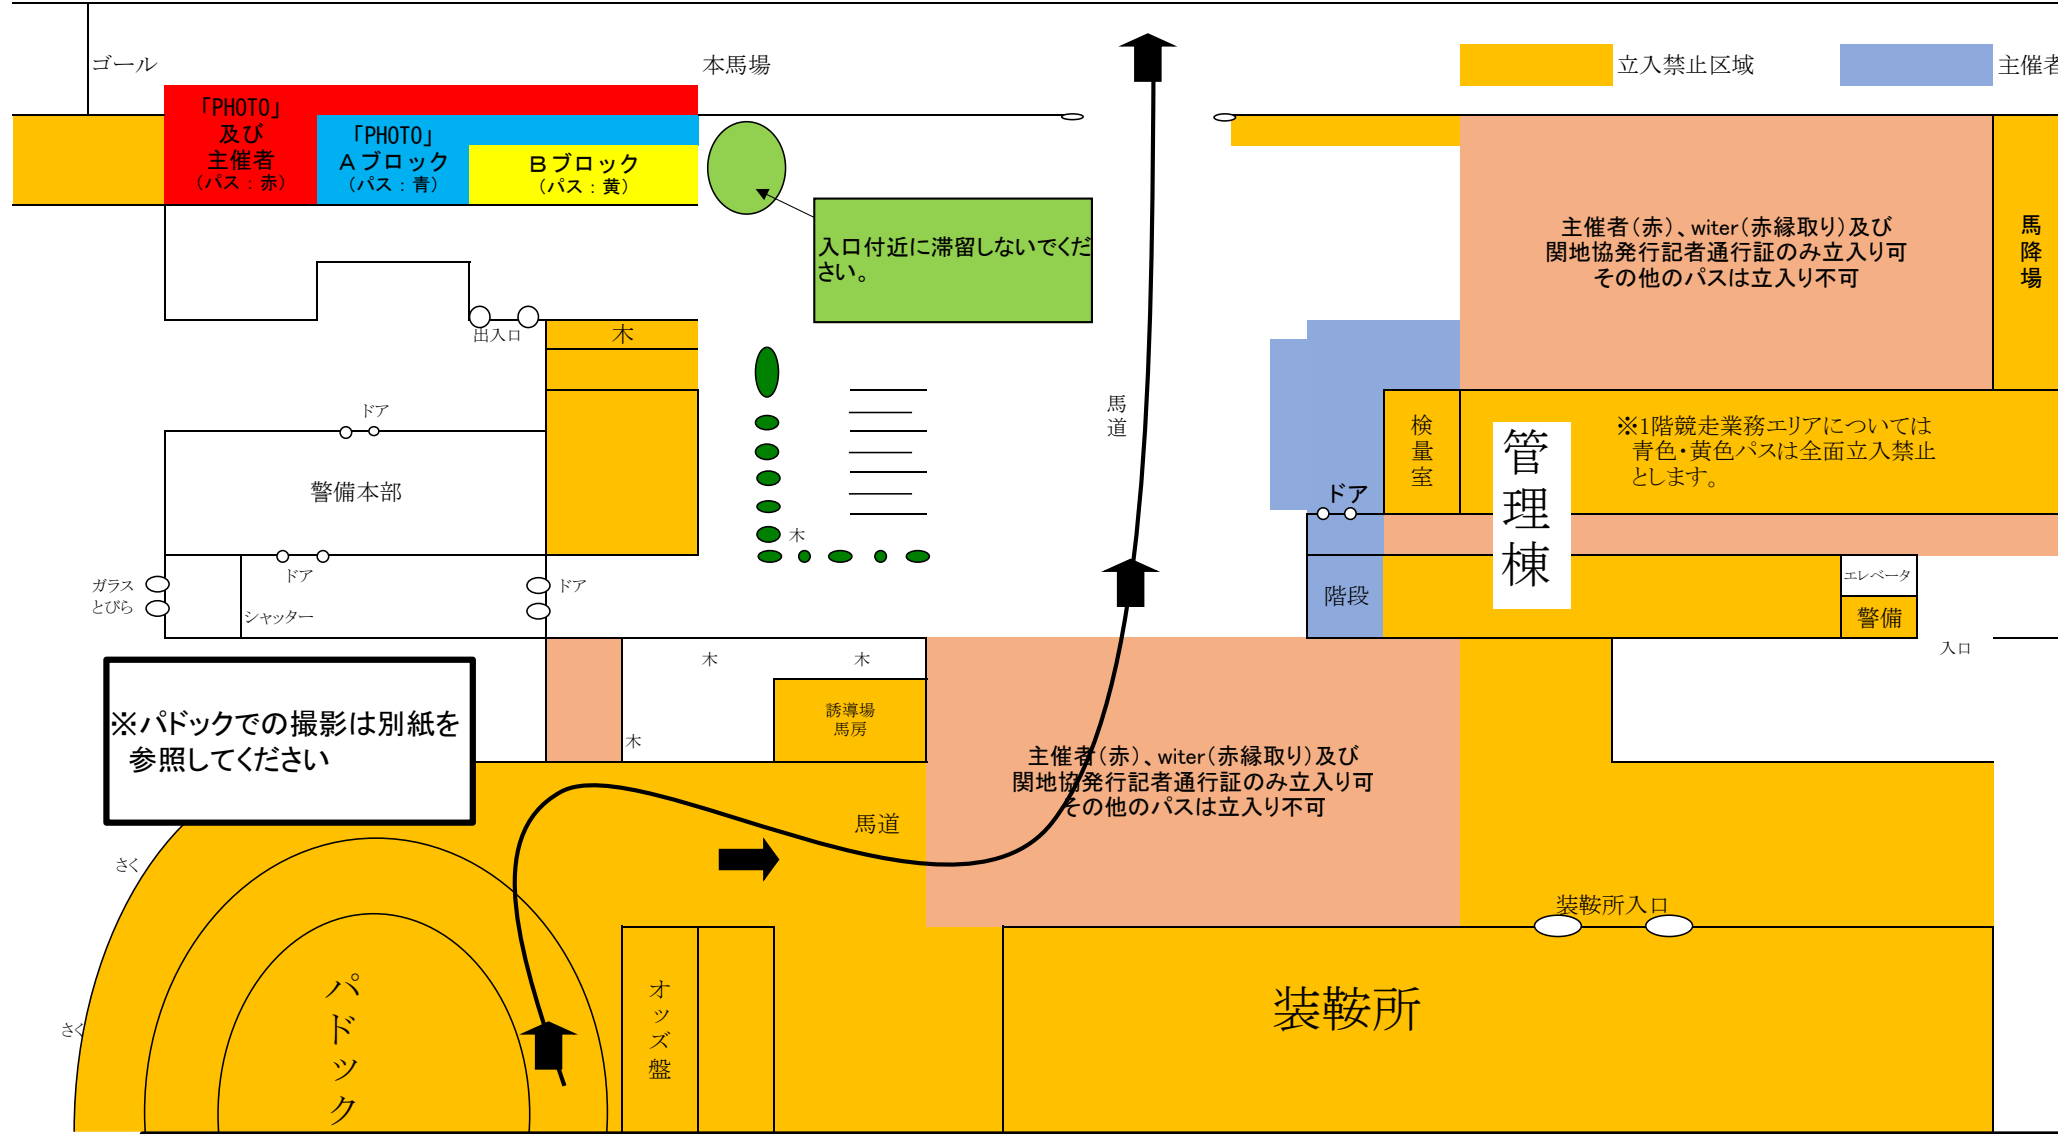 ゴール
本馬場
立入禁止区域
主催者
「PHOTO」
及び
主催者
(パス：赤)
「PHOTO」
Aブロック
(パス：青)
Bブロック
(パス：黄)
入口付近に滞留しないでくだ
さい。
主催者(赤)、witer(赤縁取り)及び
関地協発行記者通行証のみ立入り可
その他のパスは立入り不可
馬降場
出入口
木
ドア
警備本部
馬道
木
検量室
管理棟
※1階競走業務エリアについては
青色・黄色パスは全面立入禁止
とします。
ドア
ガラス
とびら
ドア
シャッター
ドア
階段
エレベータ
警備
入口
木
木
木
誘導場
馬房
※パドックでの撮影は別紙を
参照してください
主催者(赤)、witer(赤縁取り)及び
関地協発行記者通行証のみ立入り可
その他のパスは立入り不可
馬道
さく
さく
パドック
オッズ盤
装鞍所入口
装鞍所